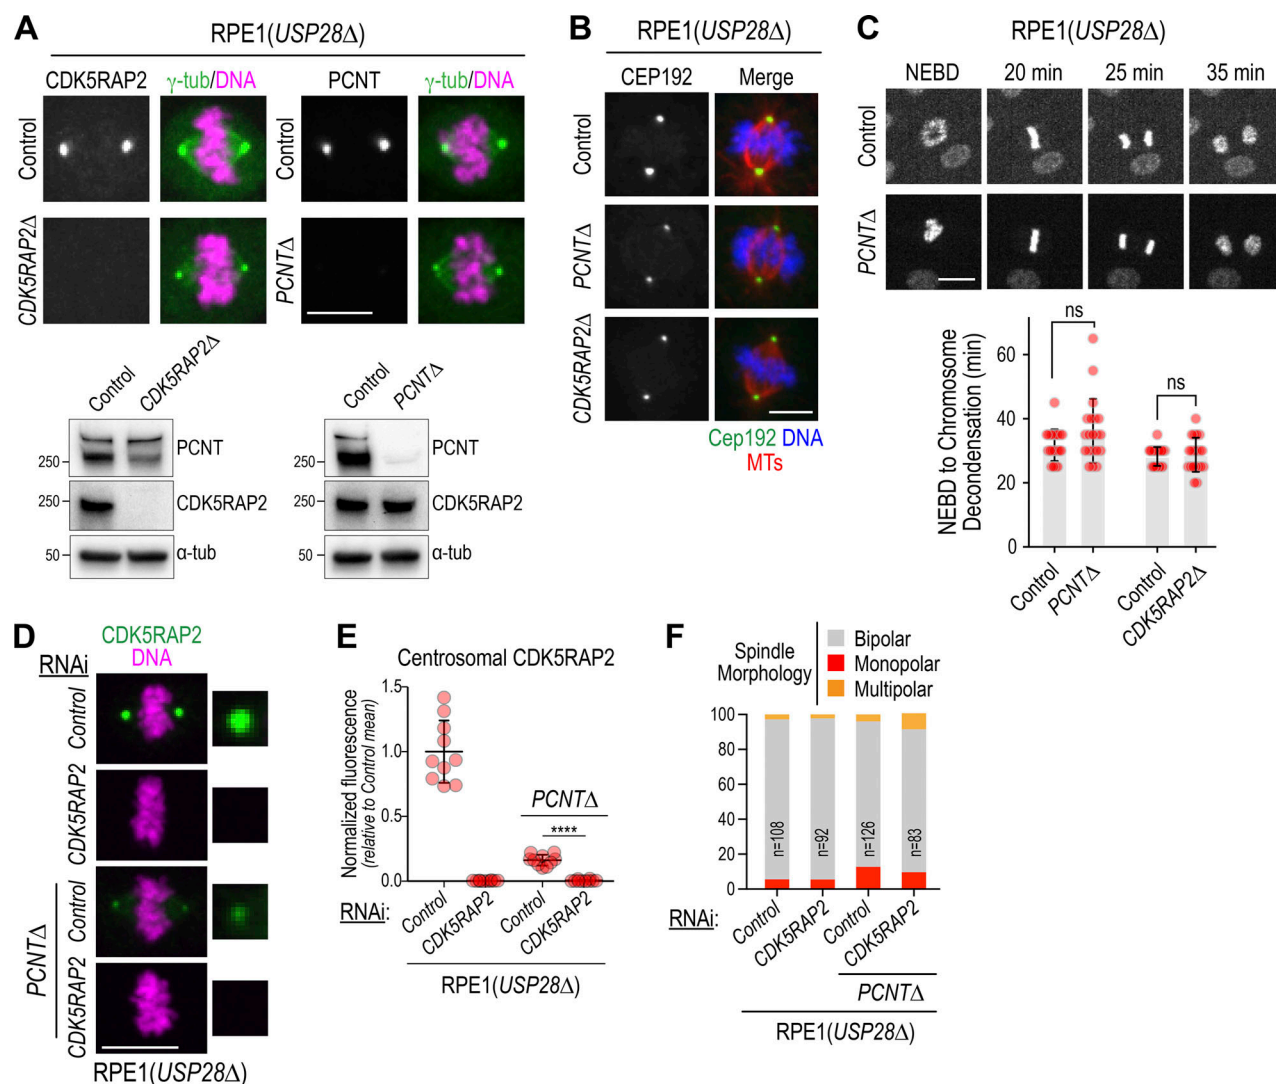 A
RPE1(USP28Δ)
CDK5RAP2
γ-tub/DNA
PCNT
γ-tub/DNA
Control
Control
CDK5RAP2Δ
PCNTΔ
Control
CDK5RAP2Δ
PCNT
250
250
CDK5RAP2
50
α-tub
Control
PCNTΔ
PCNT
250
250
CDK5RAP2
50
α-tub
B
RPE1(USP28Δ)
CEP192
Merge
Control
PCNTΔ
CDK5RAP2Δ
Cep192 DNA
MTs
C
RPE1(USP28Δ)
NEBD
20 min
25 min
35 min
Control
PCNTΔ
NEBD to Chromosome
Decondensation (min)
60
40
20
0
ns
ns
Control
PCNTΔ
Control
CDK5RAP2Δ
D
CDK5RAP2
DNA
RNAi
Control
CDK5RAP2
Control
CDK5RAP2
PCNTΔ
RPE1(USP28Δ)
E
Centrosomal CDK5RAP2
Normalized fluorescence
(relative to Control mean)
1.5
1.0
0.5
0.0
PCNTΔ
****
RNAi:
Control
CDK5RAP2
Control
CDK5RAP2
RPE1(USP28Δ)
F
Spindle
Morphology
Bipolar
Monopolar
Multipolar
100
80
60
40
20
0
n=108
n=92
n=126
n=83
RNAi:
Control
CDK5RAP2
Control
CDK5RAP2
PCNTΔ
RPE1(USP28Δ)